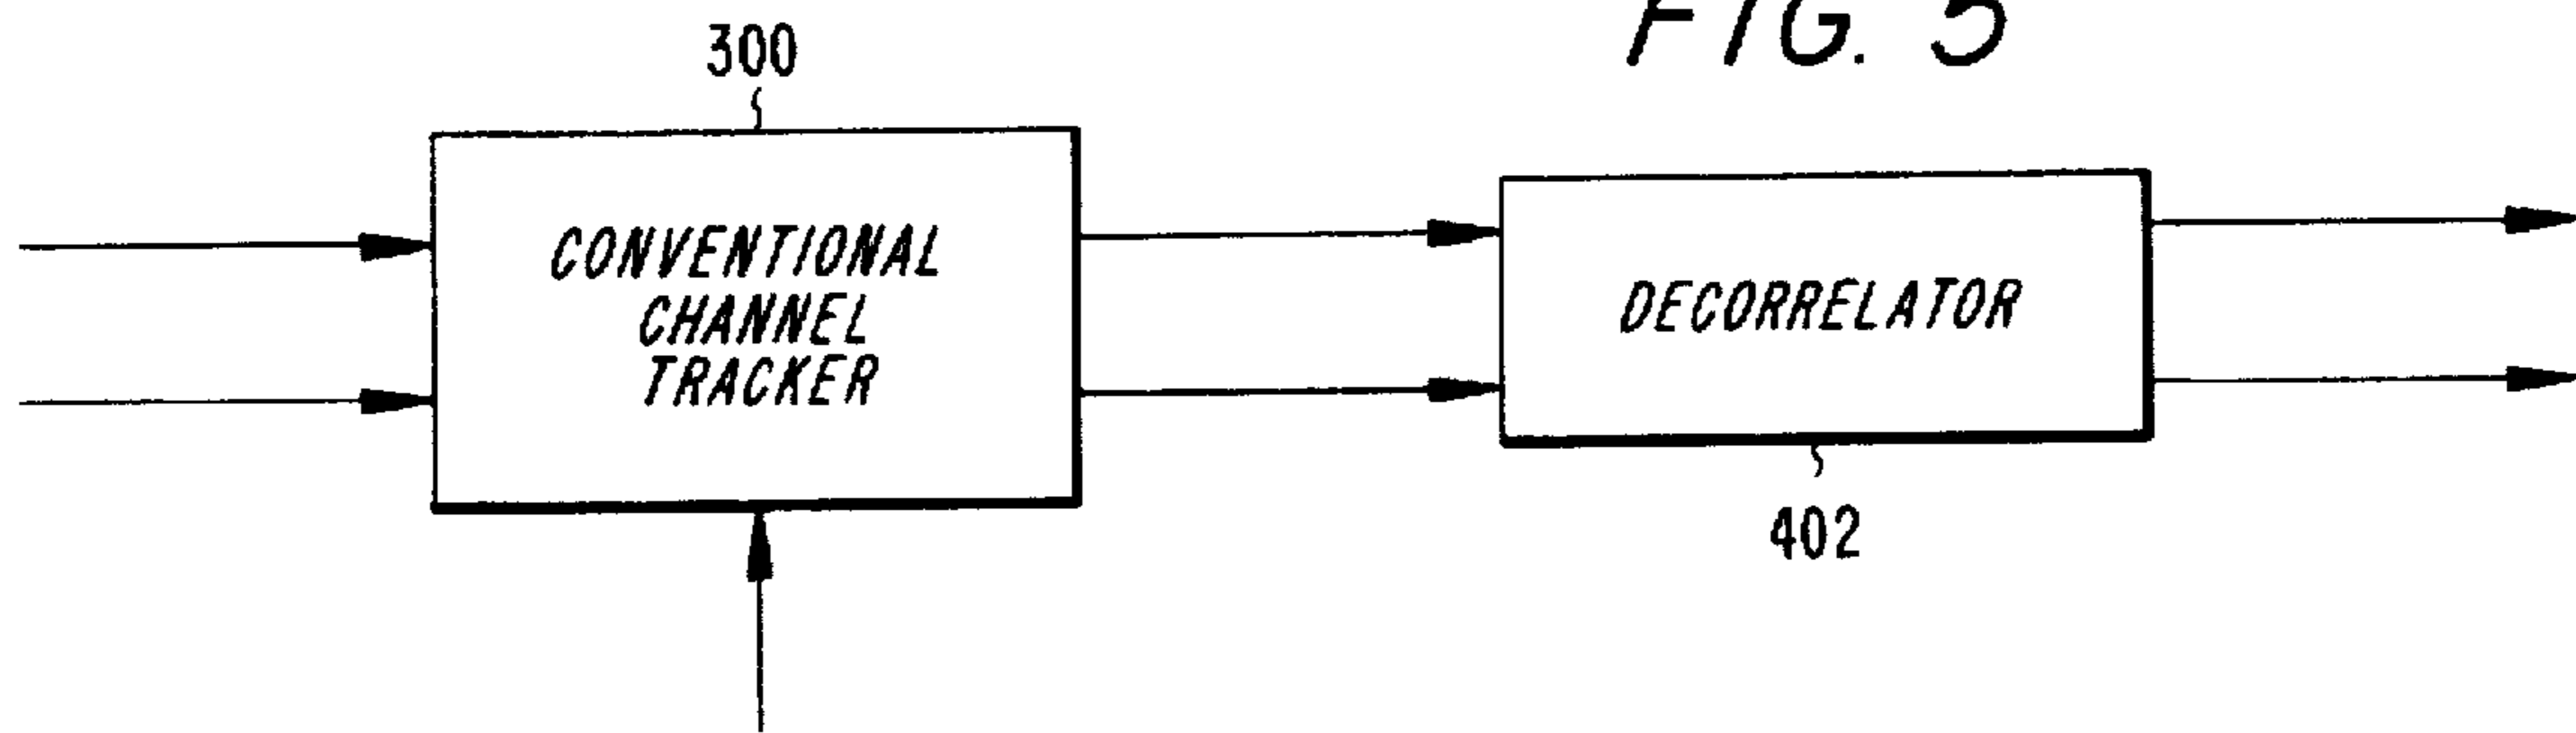 FIG. 5
300
CONVENTIONAL
CHANNEL
TRACKER
DECORRELATOR
402